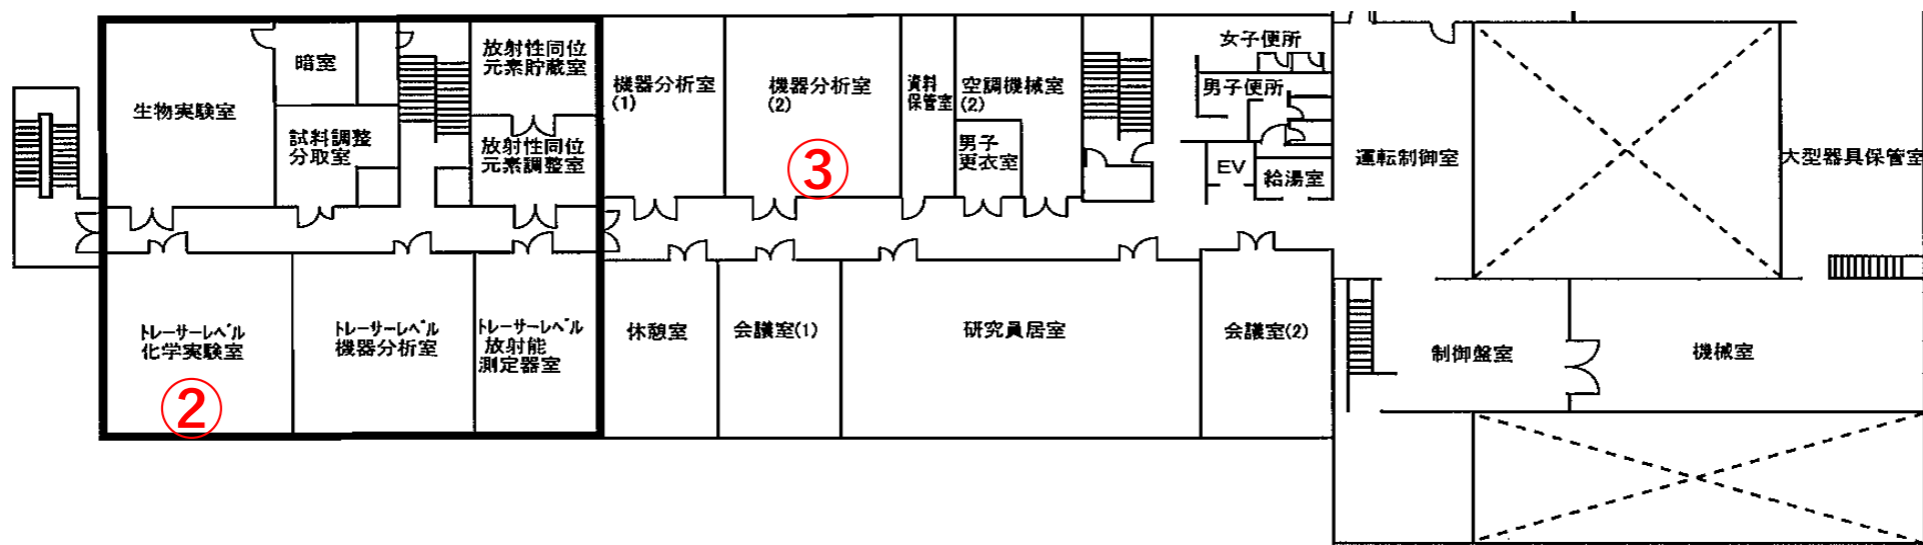 生物実験室
暗室
試料調整
分取室
放射性同位
元素貯蔵室
放射性同位
元素調整室
機器分析室
(1)
機器分析室
(2)
③
資料
保管室
空調機械室
(2)
男子
更衣室
女子便所
男子便所
EV
給湯室
運転制御室
大型器具保管室
トレーサーレベル
化学実験室
②
トレーサーレベル
機器分析室
トレーサーレベル
放射能
測定器室
休憩室
会議室(1)
研究員居室
会議室(2)
制御盤室
機械室